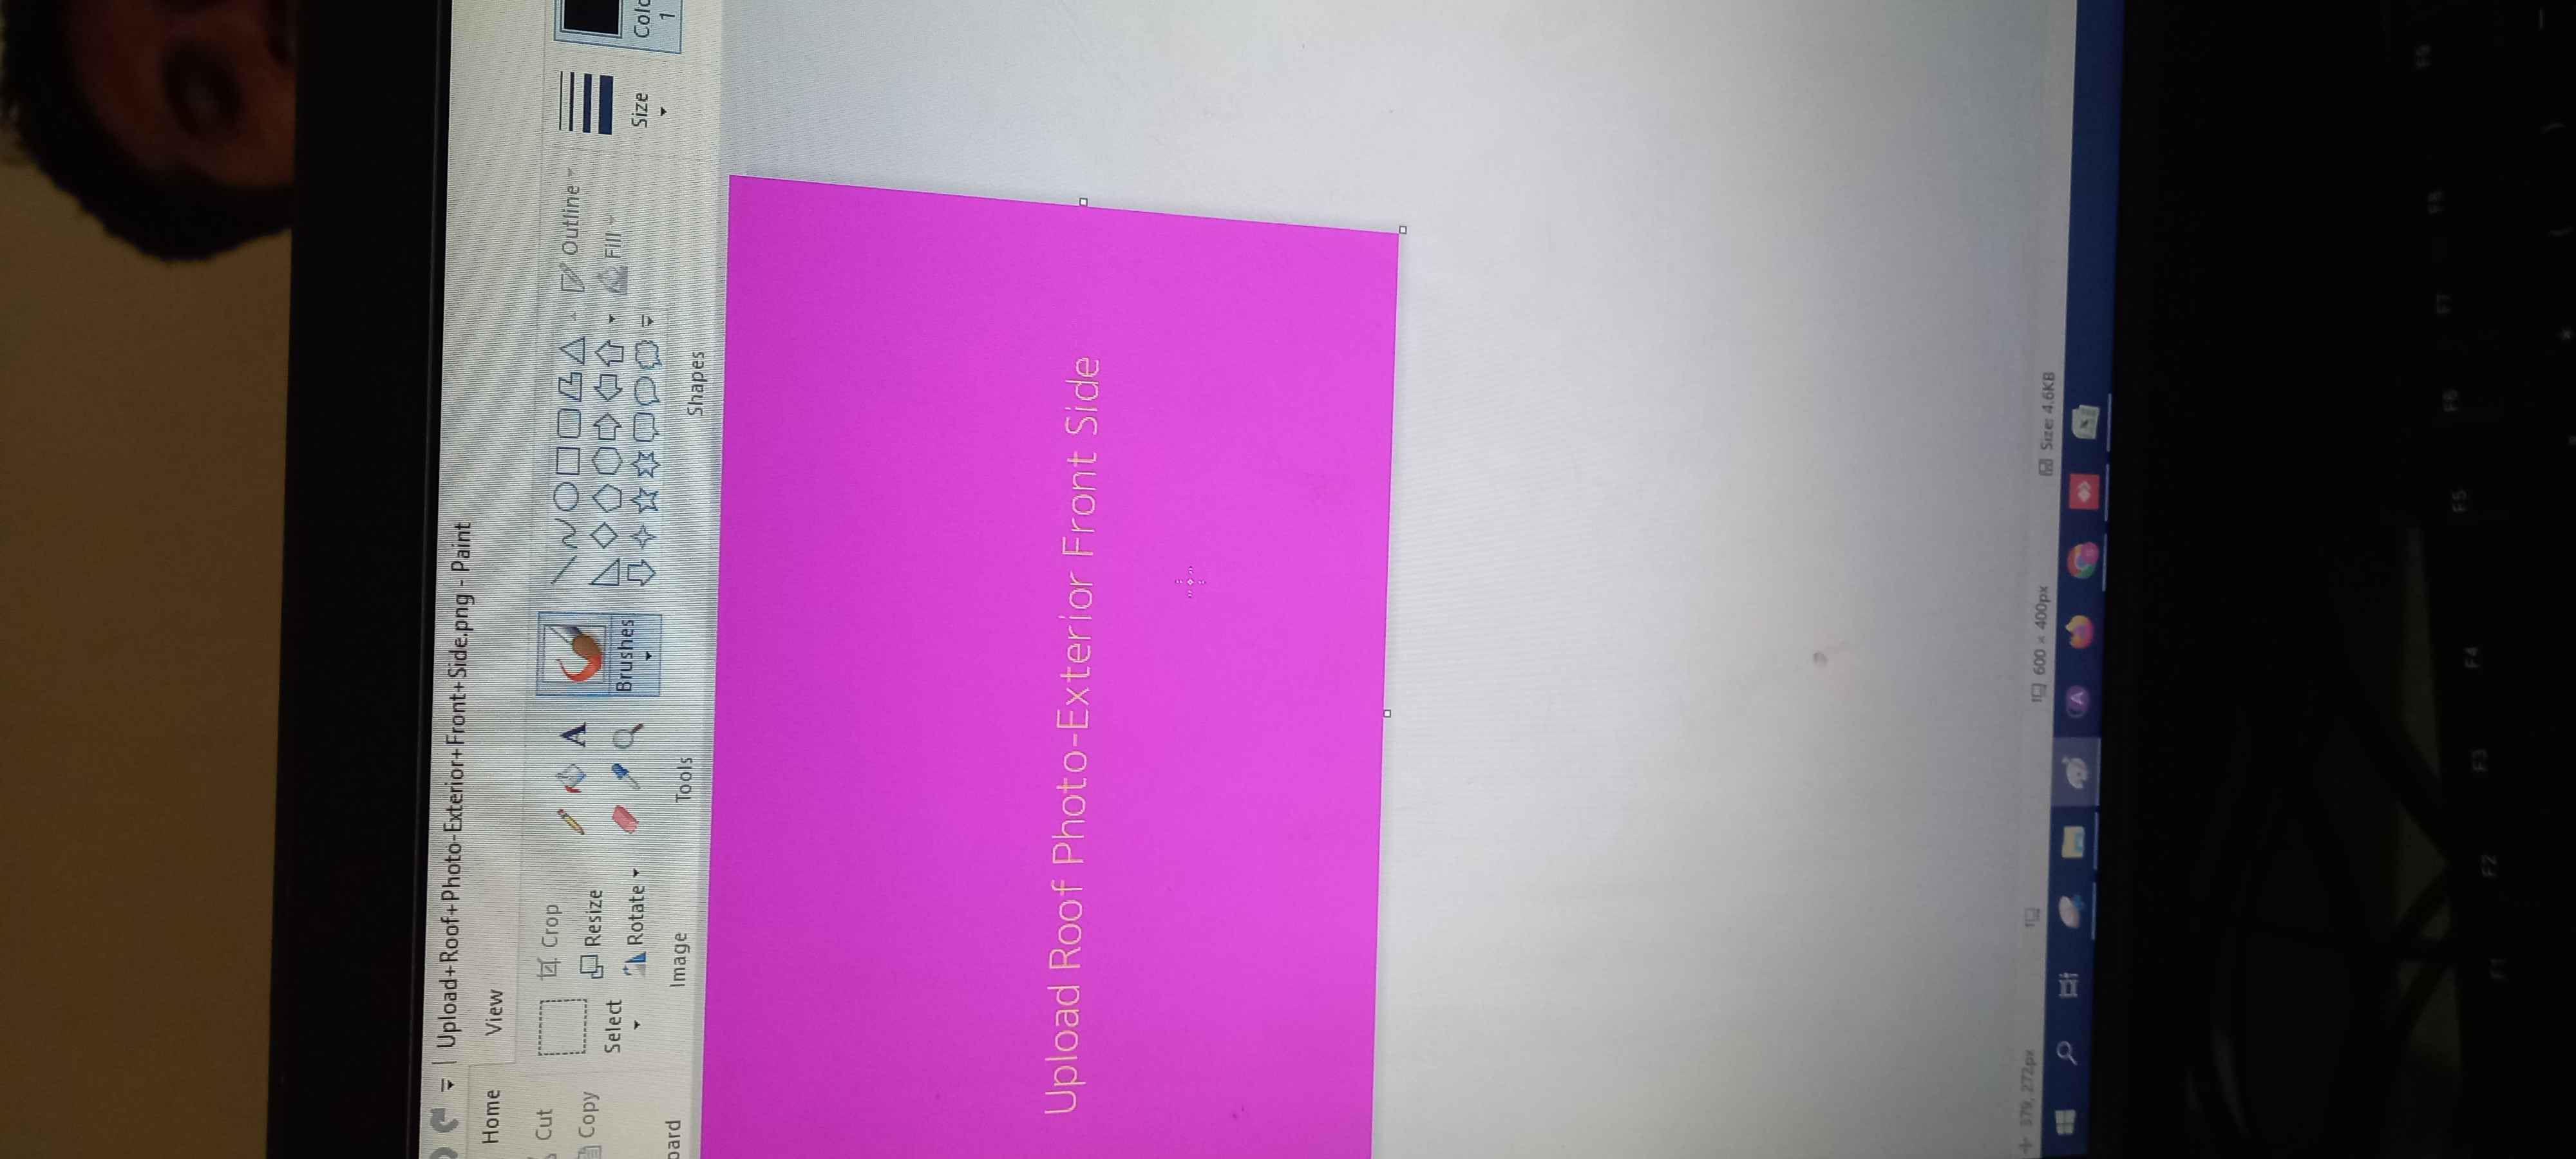 Upload+Roof+Photo-Exterior+Front+Side.png - Paint
Home View
Cut
Copy
Select
Crop
Resize
Rotate
Image
Tools
Brushes
Shapes
Outline
Fill
Size
1
Upload Roof Photo-Exterior Front Side
379, 272px
600 × 400px
Size: 4.6KB
F1 F2 F3 F4 F5 F6 F7 F8 F9